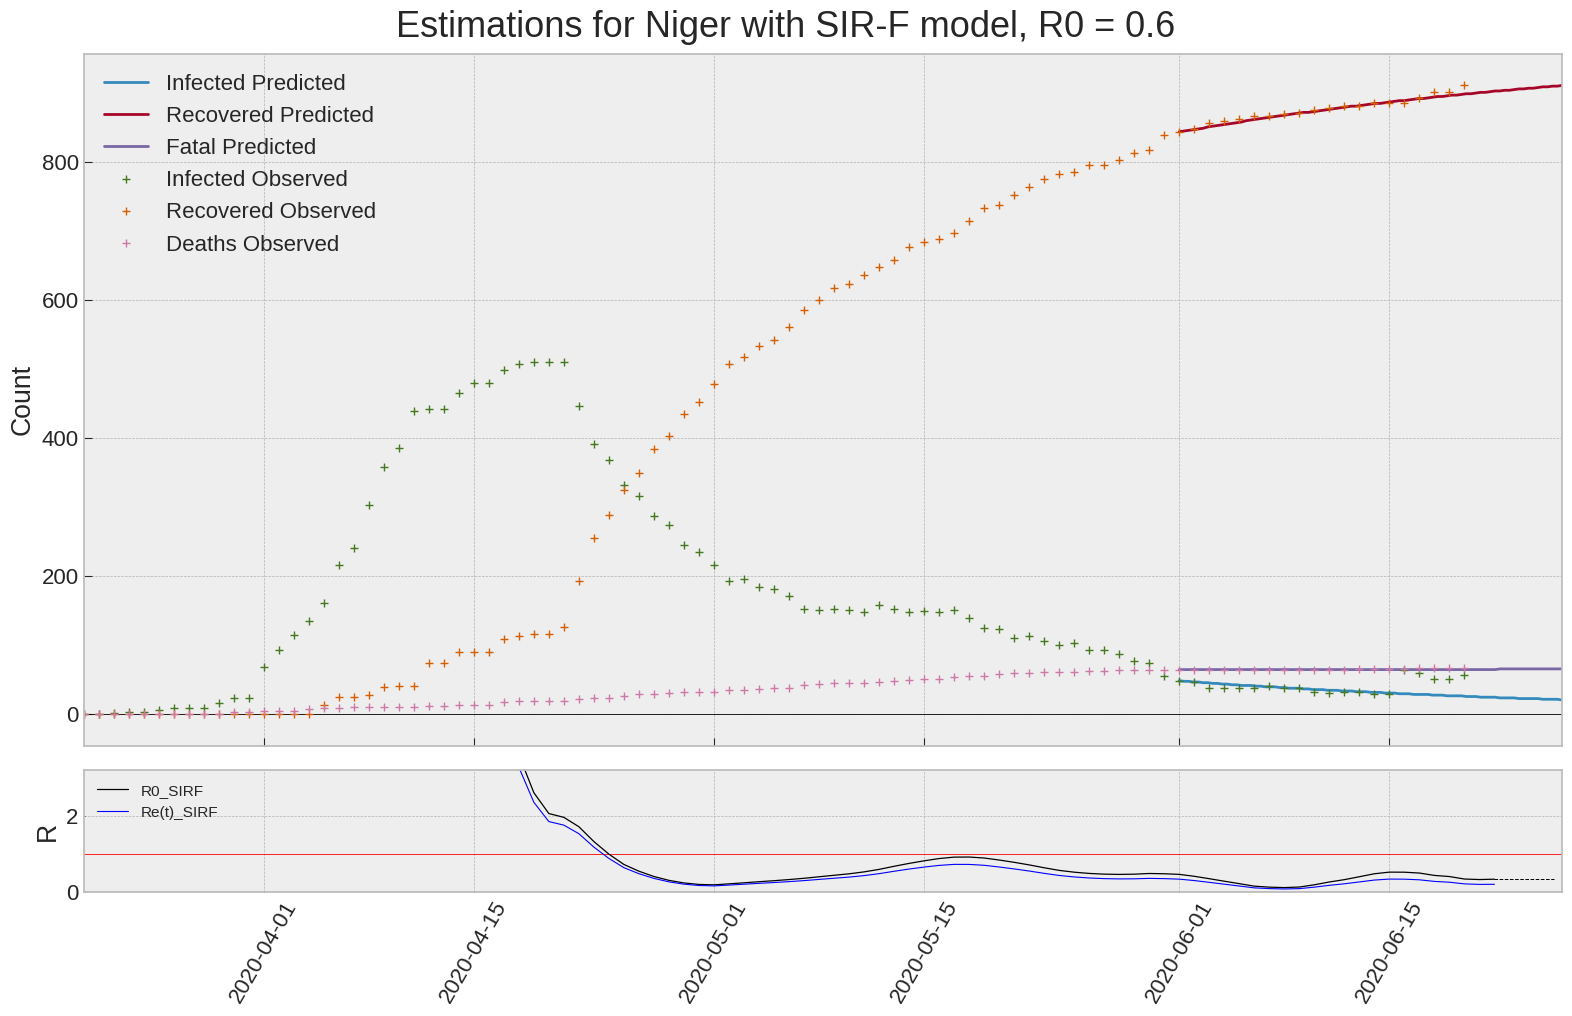 Estimations for Niger with SIR-F model, R0 = 0.6
Infected Predicted
Recovered Predicted
Fatal Predicted
Infected Observed
Recovered Observed
Deaths Observed
Count
800
600
400
200
0
R0_SIRF
Re(t)_SIRF
R
2
0
2020-04-01
2020-04-15
2020-05-01
2020-05-15
2020-06-01
2020-06-15